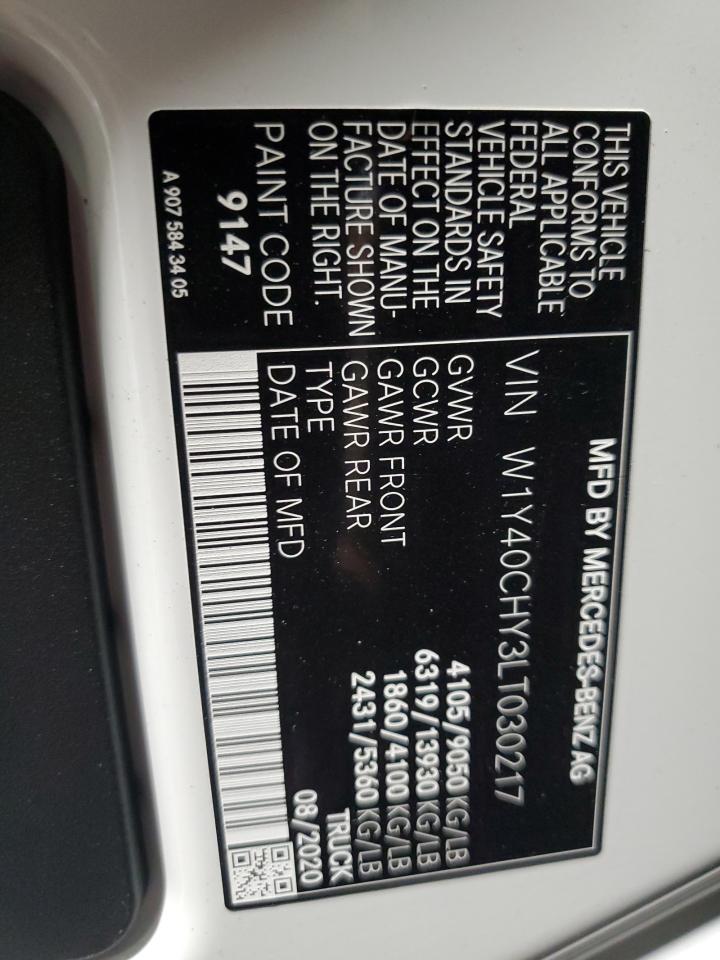 THIS VEHICLE
CONFORMS TO
ALL APPLICABLE
FEDERAL
VEHICLE SAFETY
STANDARDS IN
EFFECT ON THE
DATE OF MANU-
FACTURE SHOWN
ON THE RIGHT.
PAINT CODE
9147
A 907 584 34 05
MFD BY MERCEDES-BENZ AG
VIN W1Y40CHY3LT030217
GVWR 4105/9050 KG/LB
GCWR 6319/13930 KG/LB
GAWR FRONT 1860/4100 KG/LB
GAWR REAR 2431/5360 KG/LB
TYPE TRUCK
DATE OF MFD 08/2020